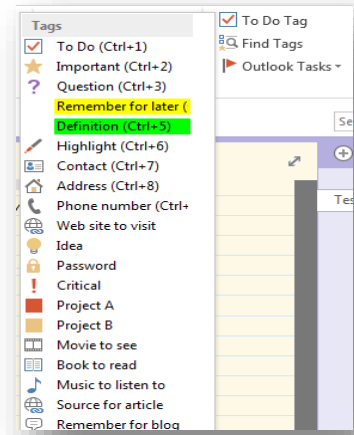 Tags
To Do (Ctrl+1)
Important (Ctrl+2)
Question (Ctrl+3)
Remember for later (
Definition (Ctrl+5)
Highlight (Ctrl+6)
Contact (Ctrl+7)
Address (Ctrl+8)
Phone number (Ctrl+
Web site to visit
Idea
Password
Critical
Project A
Project B
Movie to see
Book to read
Music to listen to
Source for article
Remember for blog
To Do Tag
Find Tags
Outlook Tasks
Se
Tes